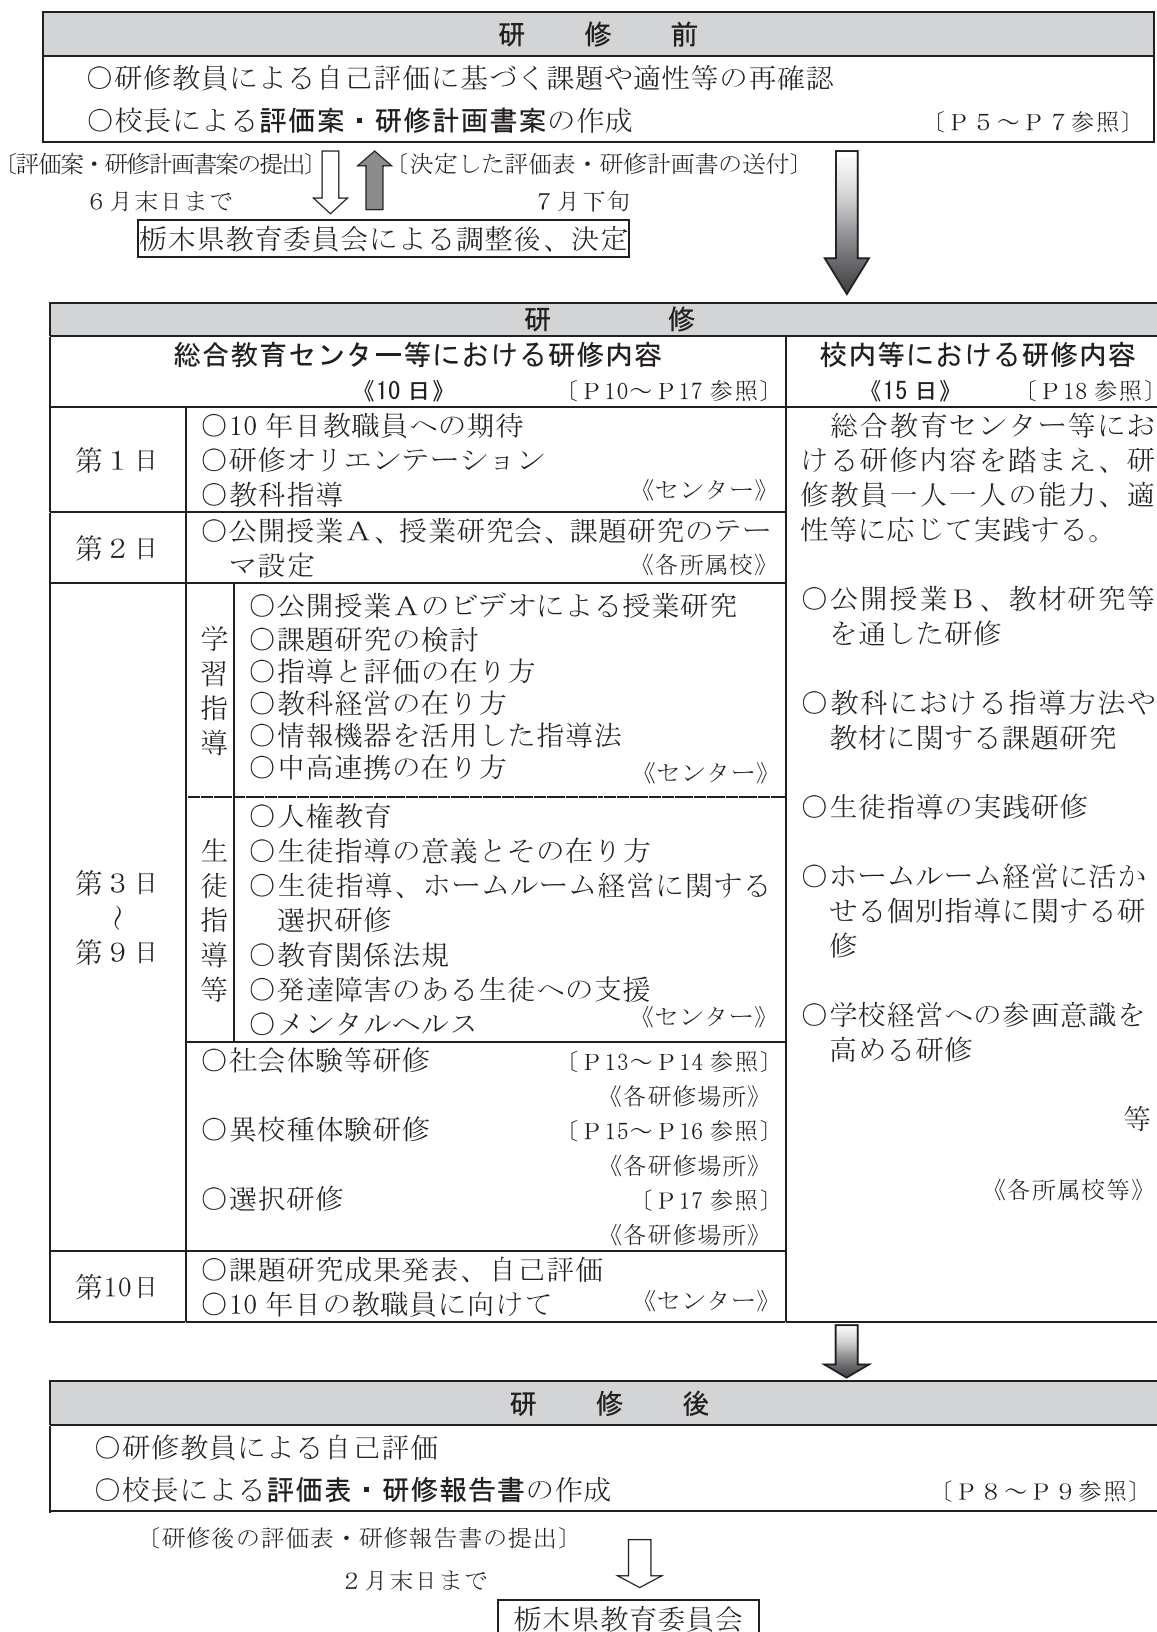 研　修　前
○研修教員による自己評価に基づく課題や適性等の再確認
○校長による評価案・研修計画書案の作成　〔Ｐ５～Ｐ７参照〕
〔評価案・研修計画書案の提出〕　〔決定した評価表・研修計画書の送付〕
６月末日まで　７月下旬
栃木県教育委員会による調整後、決定
研　修
総合教育センター等における研修内容
《10 日》　〔Ｐ10～Ｐ17 参照〕
第１日
○10 年目教職員への期待
○研修オリエンテーション
○教科指導　《センター》
第２日
○公開授業Ａ、授業研究会、課題研究のテー
マ設定　《各所属校》
第３日
～
第９日
学習指導
○公開授業Ａのビデオによる授業研究
○課題研究の検討
○指導と評価の在り方
○教科経営の在り方
○情報機器を活用した指導法
○中高連携の在り方　《センター》
生徒指導等
○人権教育
○生徒指導の意義とその在り方
○生徒指導、ホームルーム経営に関する
選択研修
○教育関係法規
○発達障害のある生徒への支援
○メンタルヘルス　《センター》
○社会体験等研修　〔Ｐ13～Ｐ14 参照〕
《各研修場所》
○異校種体験研修　〔Ｐ15～Ｐ16 参照〕
《各研修場所》
○選択研修　〔Ｐ17 参照〕
《各研修場所》
第10日
○課題研究成果発表、自己評価
○10 年目の教職員に向けて　《センター》
校内等における研修内容
《15 日》　〔Ｐ18 参照〕
総合教育センター等にお
ける研修内容を踏まえ、研
修教員一人一人の能力、適
性等に応じて実践する。
○公開授業Ｂ、教材研究等
を通した研修
○教科における指導方法や
教材に関する課題研究
○生徒指導の実践研修
○ホームルーム経営に活か
せる個別指導に関する研
修
○学校経営への参画意識を
高める研修
等
《各所属校等》
研　修　後
○研修教員による自己評価
○校長による評価表・研修報告書の作成　〔Ｐ８～Ｐ９参照〕
〔研修後の評価表・研修報告書の提出〕
２月末日まで
栃木県教育委員会